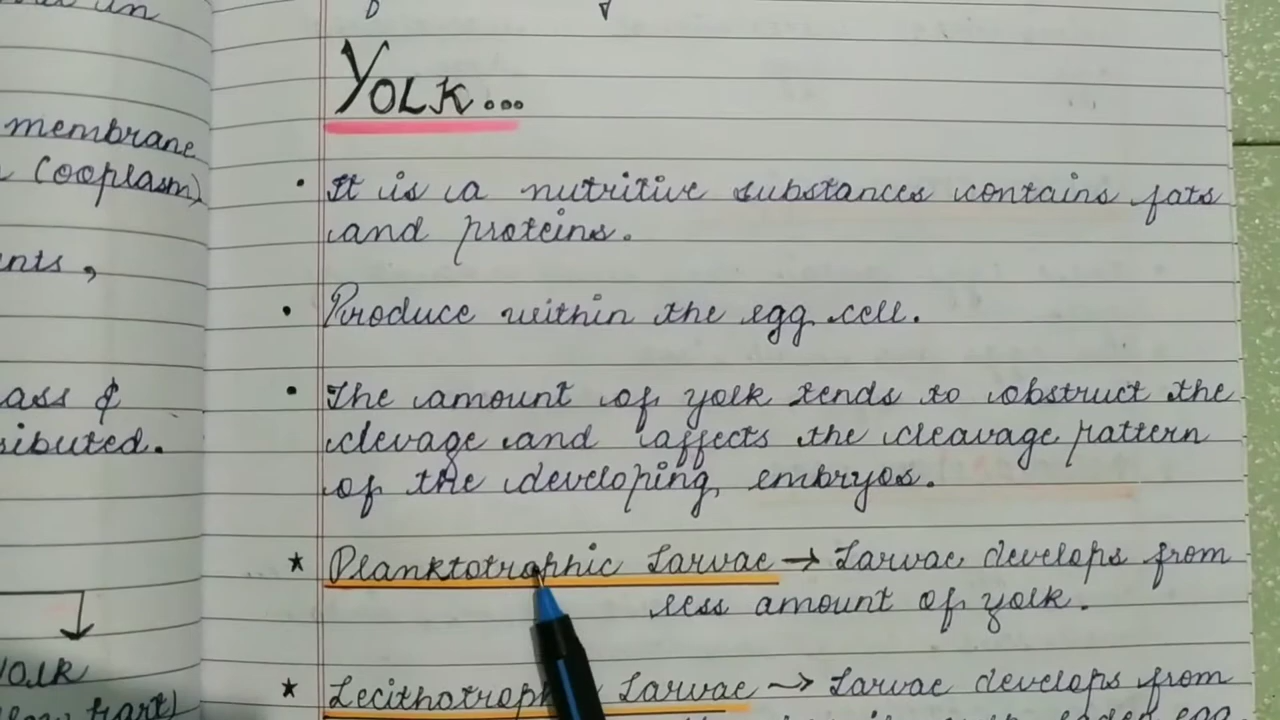 membrane
(ooplasm)
nts,
ass &
ributed.
YOLK...
• It is a nutritive substances contains fats
and proteins.
• Produce within the egg cell.
• The amount of yolk tends to obstruct the
clevage and affects the cleavage pattern
of the developing embryos.
★ Planktotrophic Larvae → Larvae develops from
less amount of yolk.
★ Lecithotroph Larvae → Larvae develops from